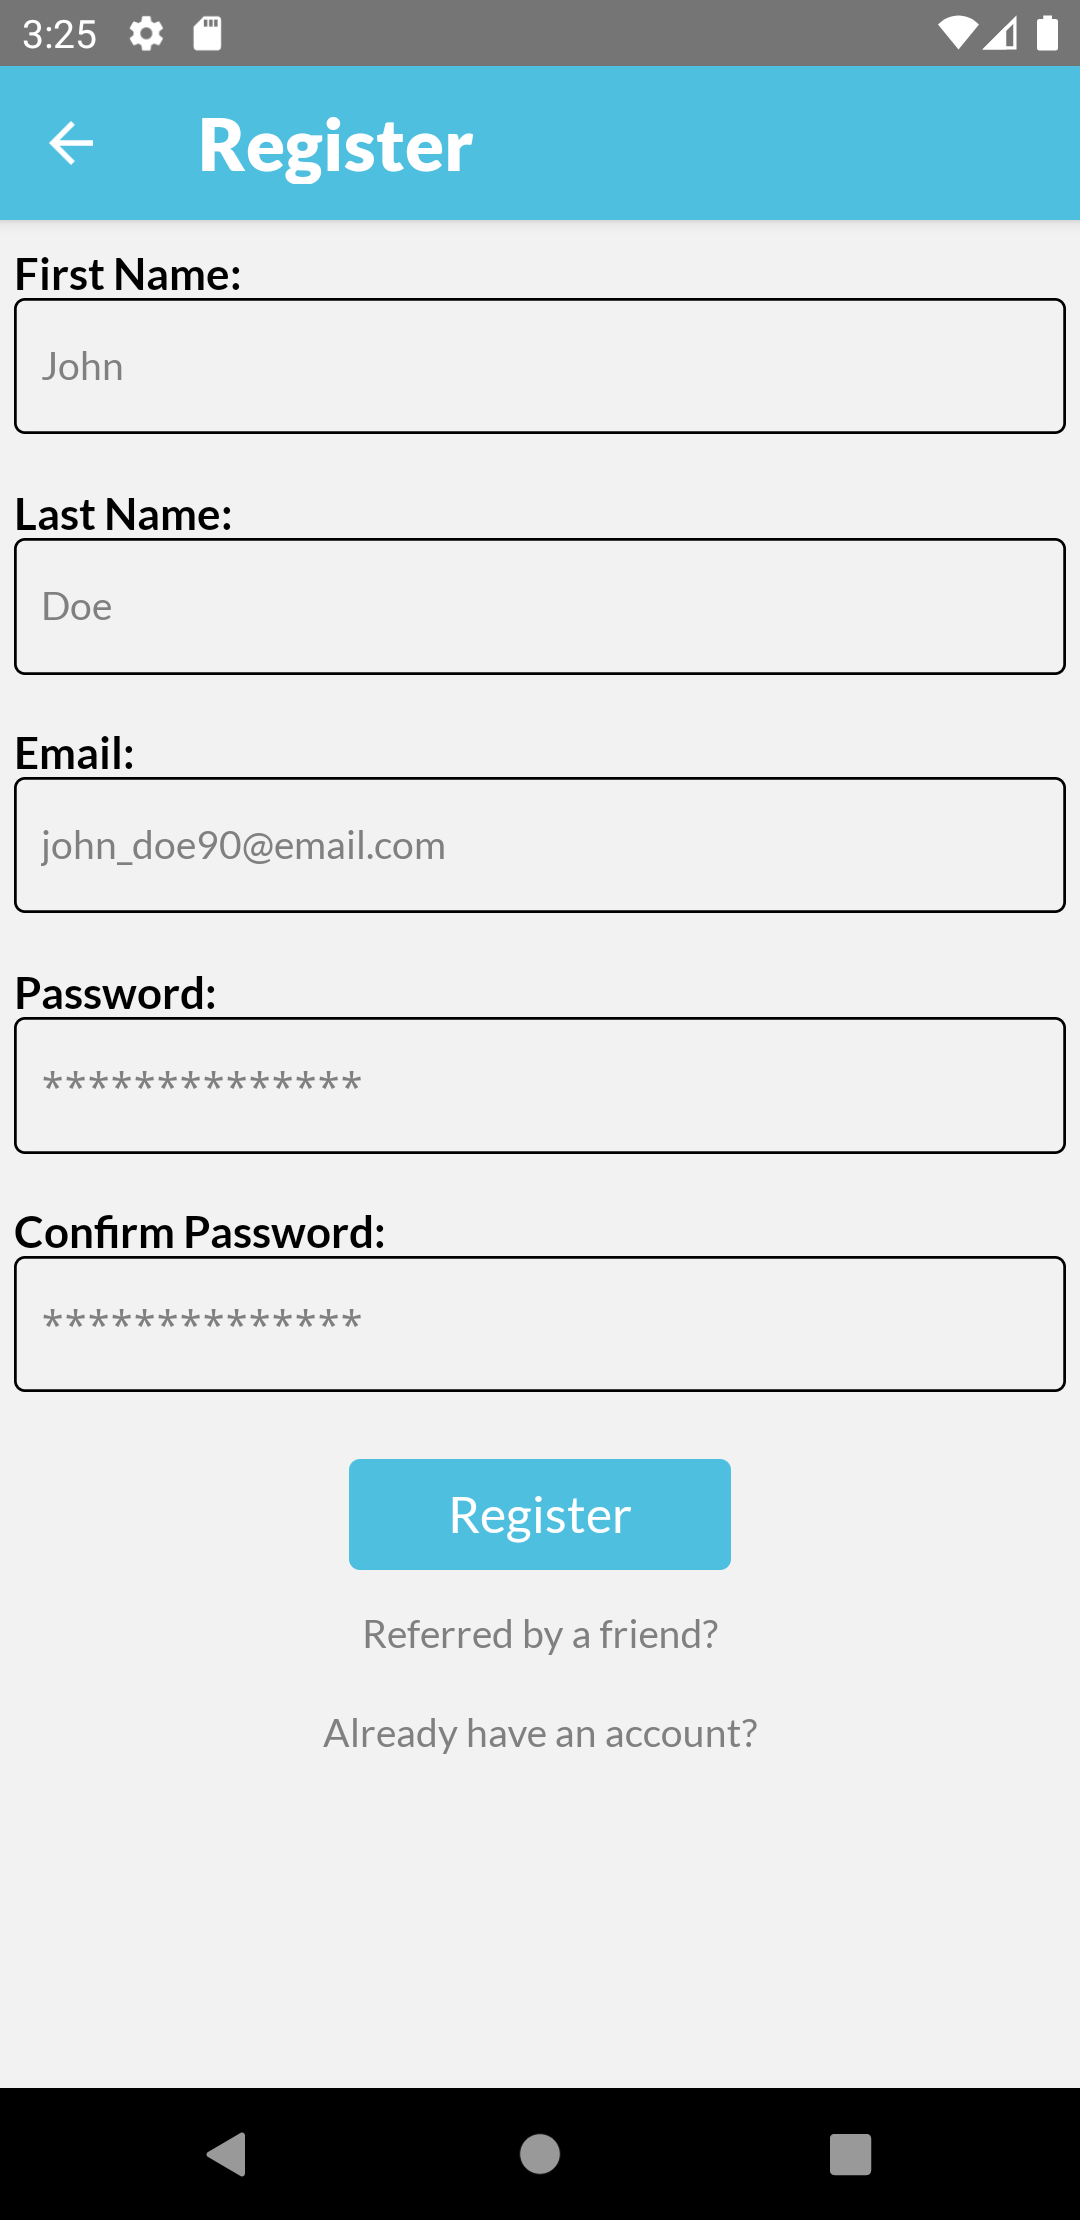 3:25
Register
First Name:
John
Last Name:
Doe
Email:
john_doe90@email.com
Password:
**************
Confirm Password:
**************
Register
Referred by a friend?
Already have an account?